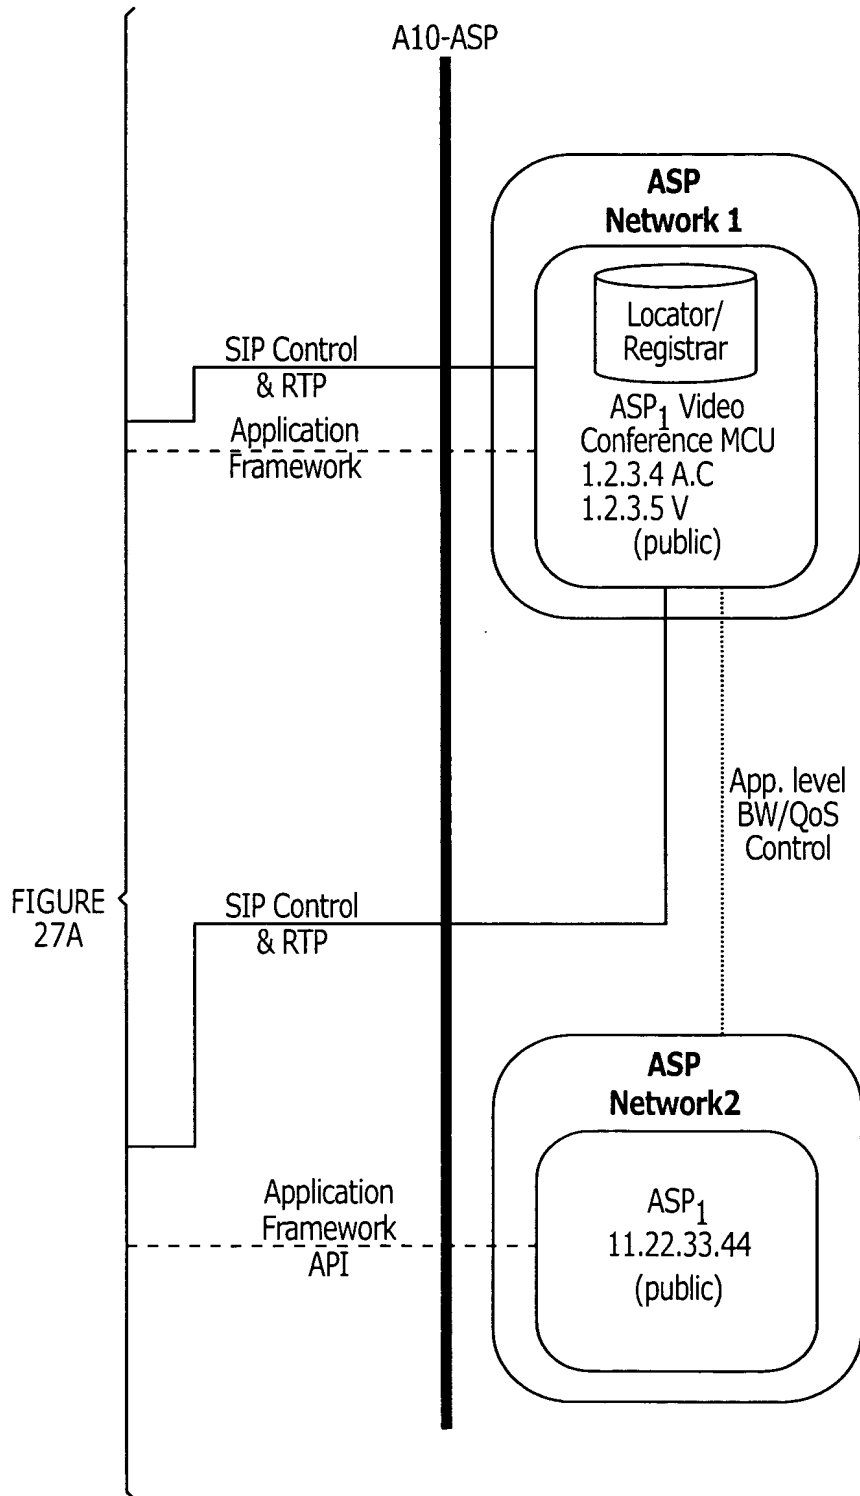 A10-ASP
ASP
Network 1
Locator/
Registrar
ASP₁ Video
Conference MCU
1.2.3.4 A.C
1.2.3.5 V
(public)
SIP Control
& RTP
Application
Framework
App. level
BW/QoS
Control
FIGURE
27A
SIP Control
& RTP
ASP
Network2
ASP₁
11.22.33.44
(public)
Application
Framework
API